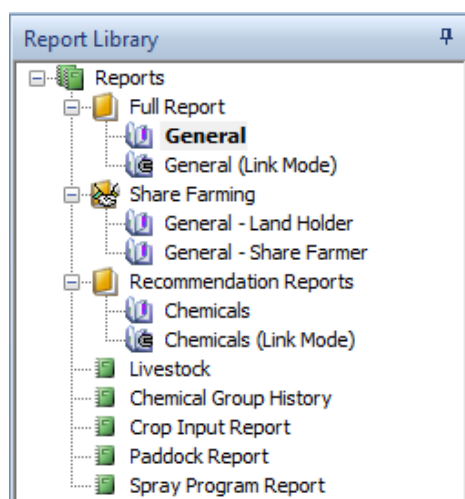 Report Library
Reports
Full Report
General
General (Link Mode)
Share Farming
General - Land Holder
General - Share Farmer
Recommendation Reports
Chemicals
Chemicals (Link Mode)
Livestock
Chemical Group History
Crop Input Report
Paddock Report
Spray Program Report